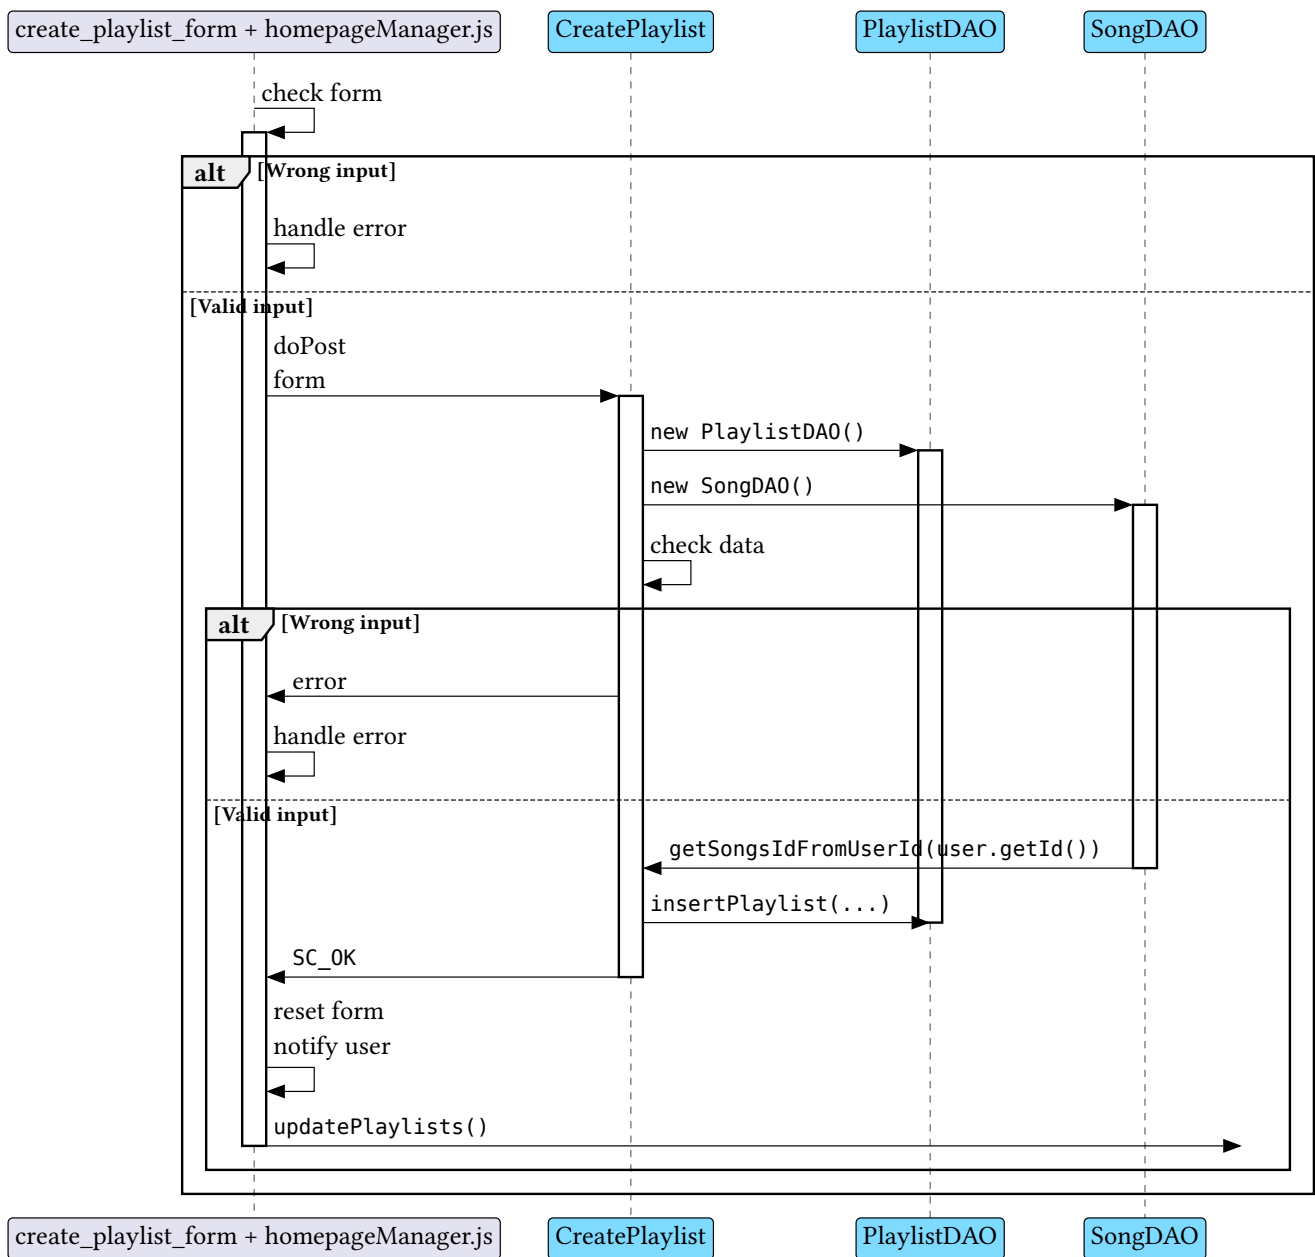 create_playlist_form + homepageManager.js
CreatePlaylist
PlaylistDAO
SongDAO
check form
alt
[Wrong input]
handle error
[Valid input]
doPost
form
new PlaylistDAO()
new SongDAO()
check data
alt
[Wrong input]
error
handle error
[Valid input]
getSongsIdFromUserId(user.getId())
insertPlaylist(...)
SC_OK
reset form
notify user
updatePlaylists()
create_playlist_form + homepageManager.js
CreatePlaylist
PlaylistDAO
SongDAO